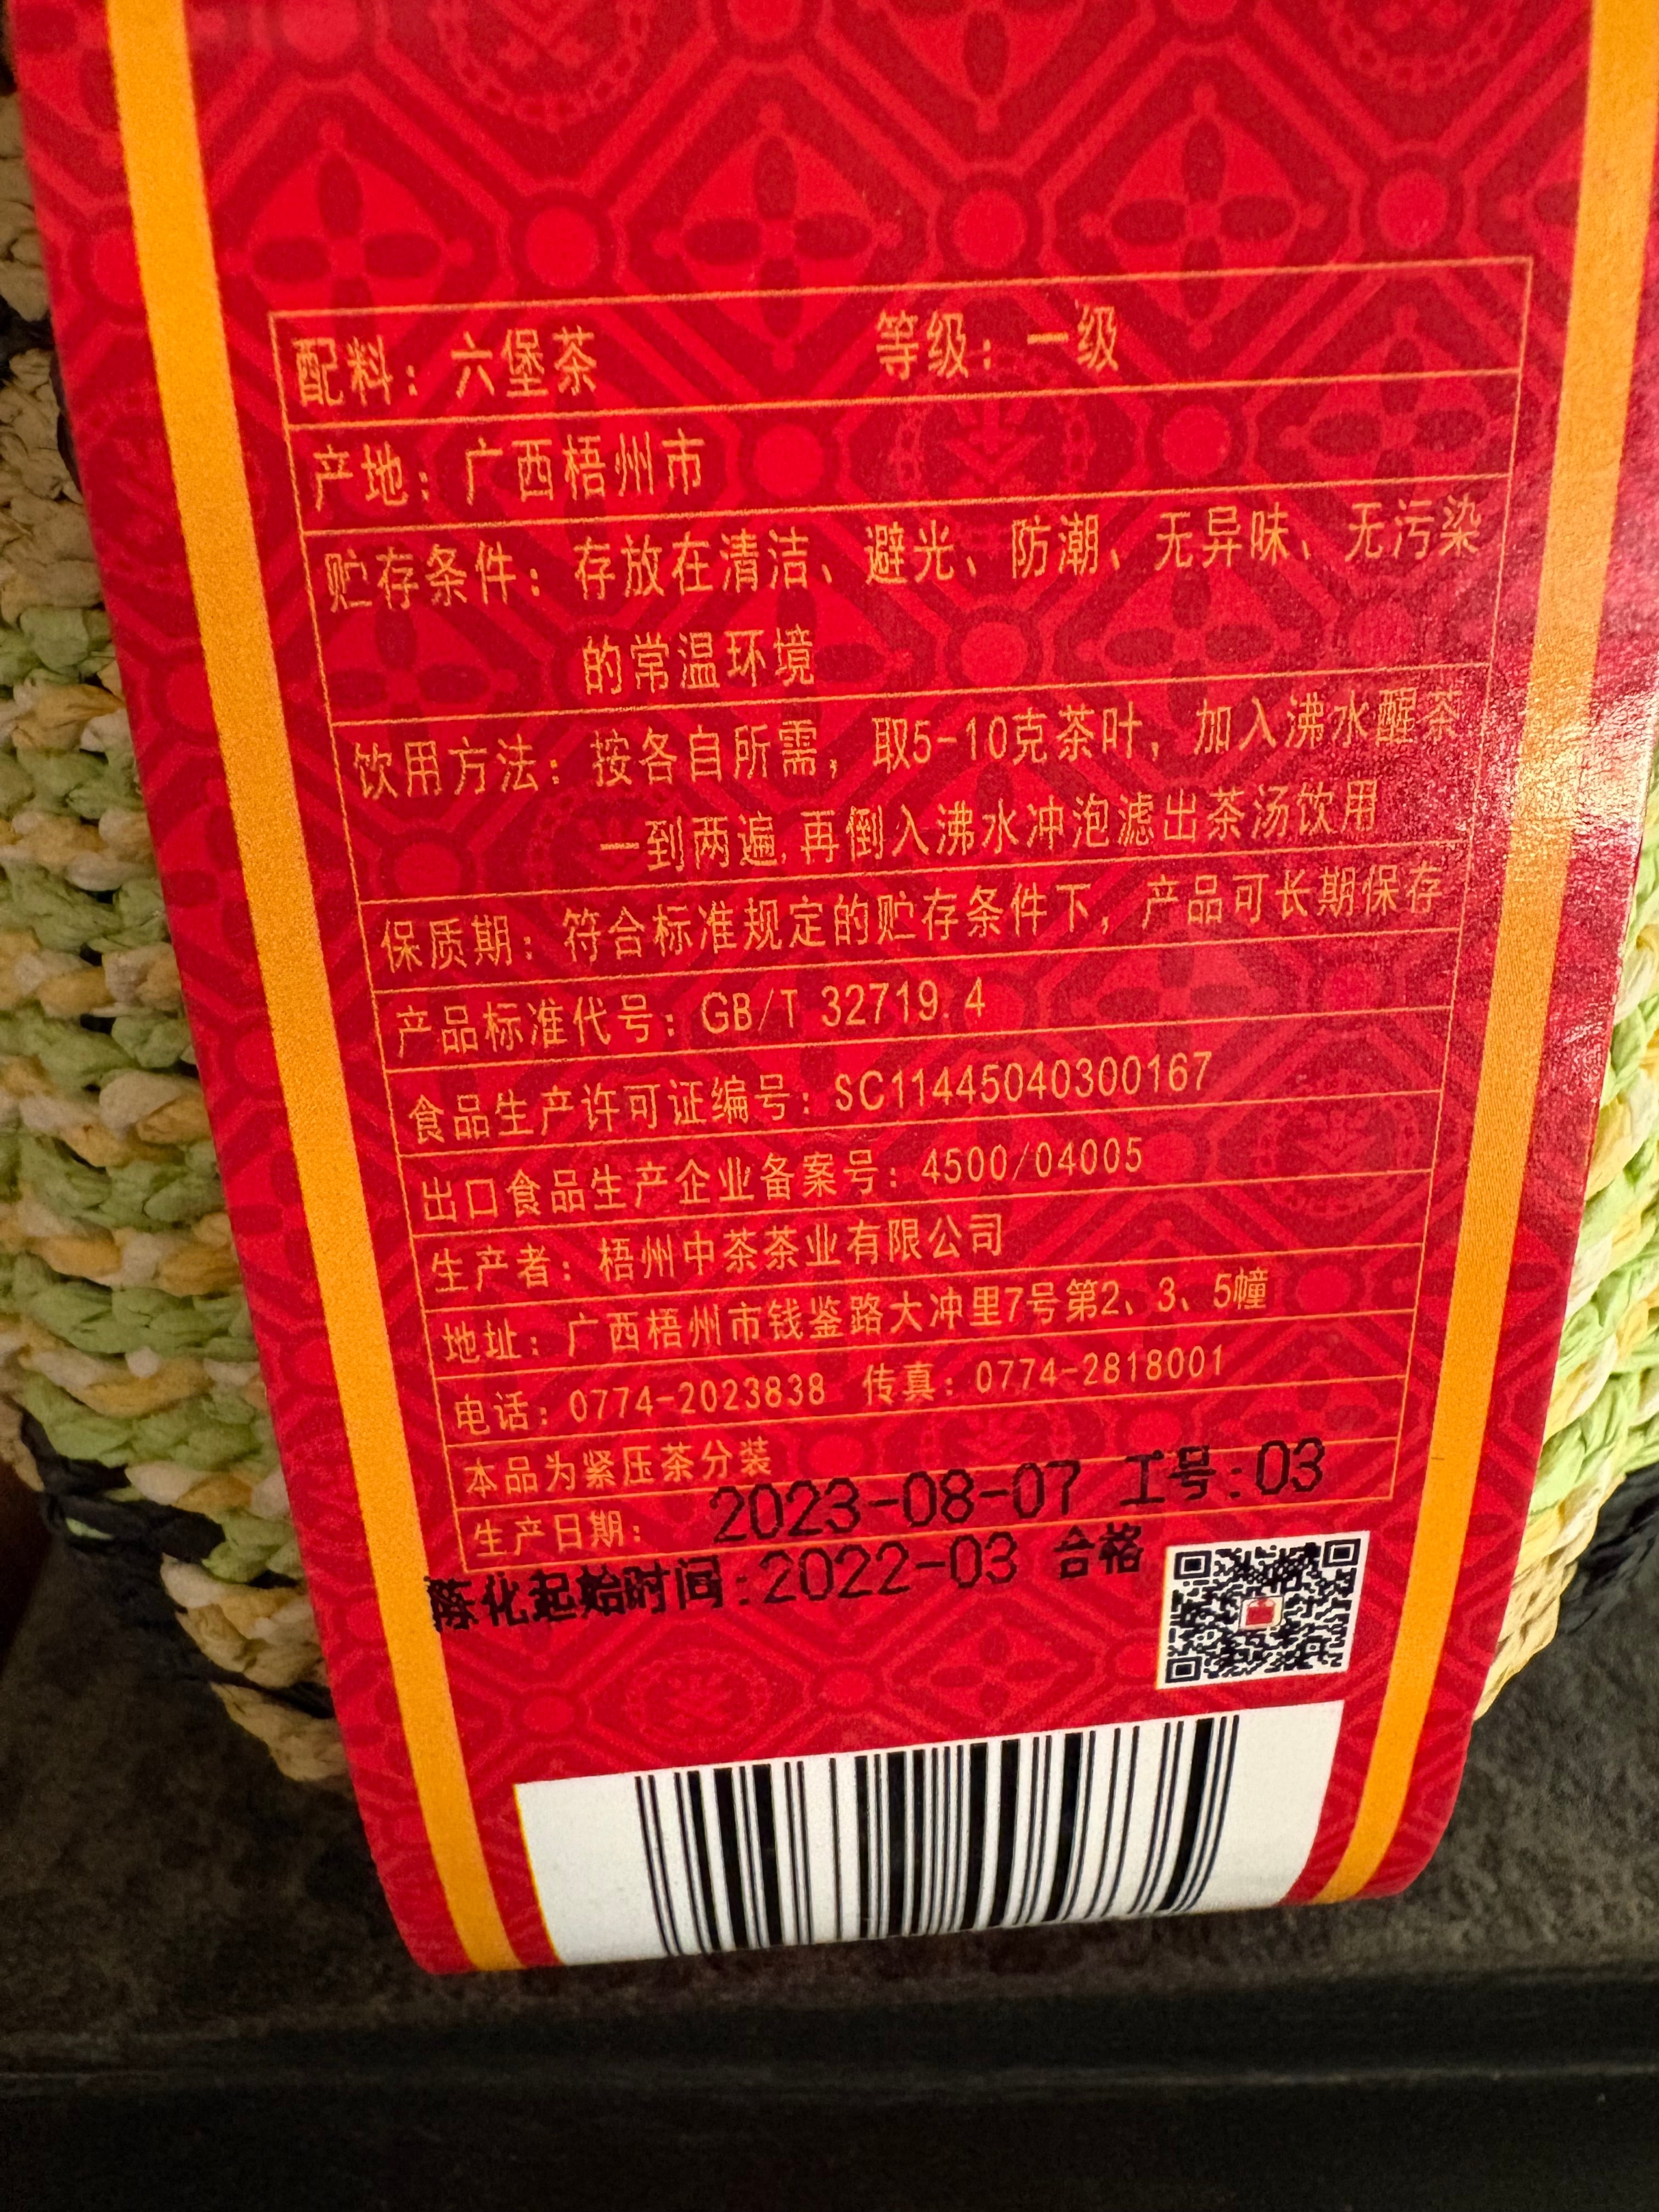 配料：六堡茶 等级：一级
产地：广西梧州市
贮存条件：存放在清洁、避光、防潮、无异味、无污染
的常温环境
饮用方法：按各自所需，取5-10克茶叶，加入沸水醒茶
一到两遍,再倒入沸水冲泡滤出茶汤饮用
保质期：符合标准规定的贮存条件下，产品可长期保存
产品标准代号：GB/T 32719.4
食品生产许可证编号：SC11445040300167
出口食品生产企业备案号：4500/04005
生产者：梧州中茶茶业有限公司
地址：广西梧州市钱鉴路大冲里7号第2、3、5幢
电话：0774-2023838 传真：0774-2818001
本品为紧压茶分装
生产日期： 2023-08-07 工号:03
陈化起始时间:2022-03 合格